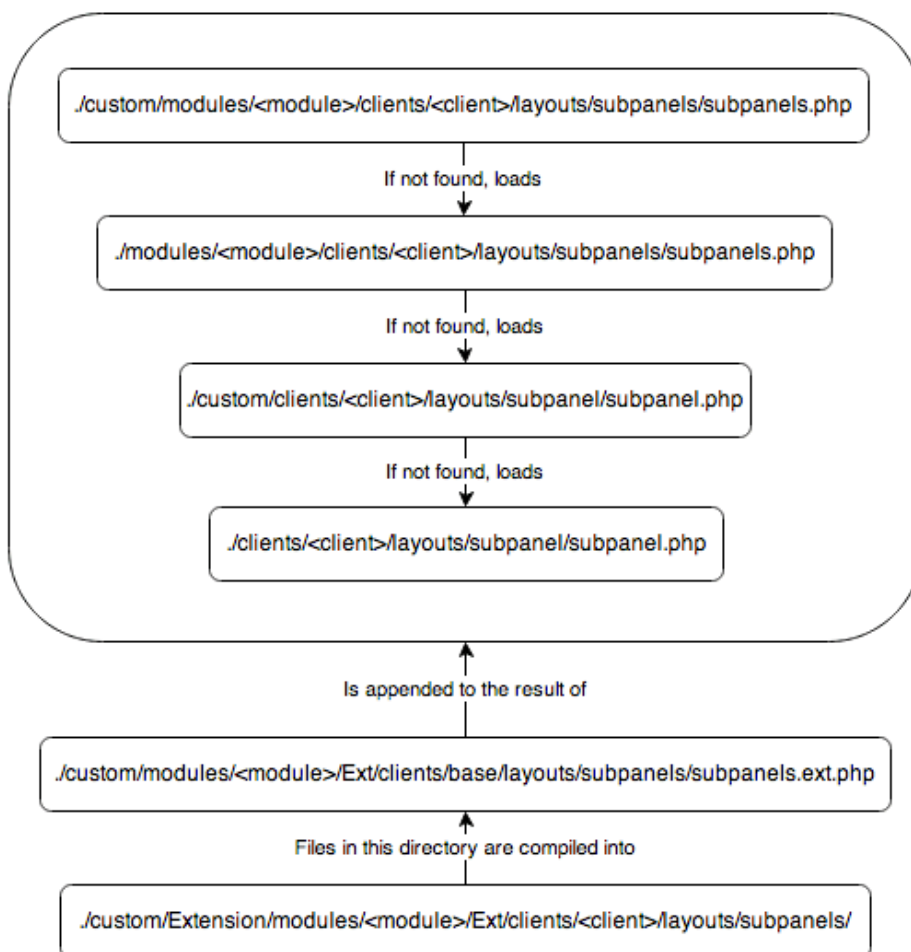 ./custom/modules/<module>/clients/<client>/layouts/subpanels/subpanels.php
If not found, loads
./modules/<module>/clients/<client>/layouts/subpanels/subpanels.php
If not found, loads
./custom/clients/<client>/layouts/subpanel/subpanel.php
If not found, loads
./clients/<client>/layouts/subpanel/subpanel.php
Is appended to the result of
./custom/modules/<module>/Ext/clients/base/layouts/subpanels/subpanels.ext.php
Files in this directory are compiled into
./custom/Extension/modules/<module>/Ext/clients/<client>/layouts/subpanels/